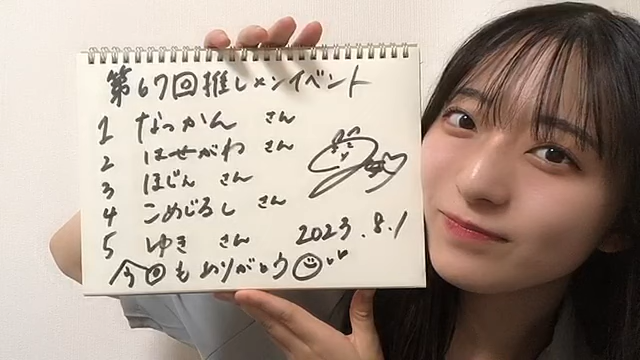 第67回推しメンイベント
1 なっかん さん
2 はせがわ さん
3 ほじん さん
4 こめじるし さん
5 ゆき さん
2023.8.1
今回もありがとう